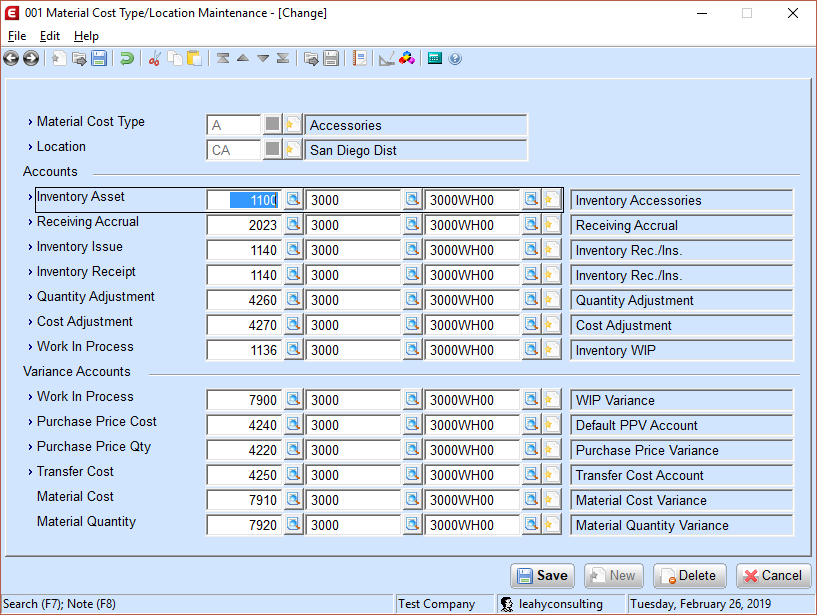 001 Material Cost Type/Location Maintenance - [Change]
File Edit Help
Material Cost Type A Accessories
Location CA San Diego Dist
Accounts
Inventory Asset 1100 3000 3000WH00 Inventory Accessories
Receiving Accrual 2023 3000 3000WH00 Receiving Accrual
Inventory Issue 1140 3000 3000WH00 Inventory Rec./Ins.
Inventory Receipt 1140 3000 3000WH00 Inventory Rec./Ins.
Quantity Adjustment 4260 3000 3000WH00 Quantity Adjustment
Cost Adjustment 4270 3000 3000WH00 Cost Adjustment
Work In Process 1136 3000 3000WH00 Inventory WIP
Variance Accounts
Work In Process 7900 3000 3000WH00 WIP Variance
Purchase Price Cost 4240 3000 3000WH00 Default PPV Account
Purchase Price Qty 4220 3000 3000WH00 Purchase Price Variance
Transfer Cost 4250 3000 3000WH00 Transfer Cost Account
Material Cost 7910 3000 3000WH00 Material Cost Variance
Material Quantity 7920 3000 3000WH00 Material Quantity Variance
Save New Delete Cancel
Search (F7); Note (F8) Test Company leahyconsulting Tuesday, February 26, 2019